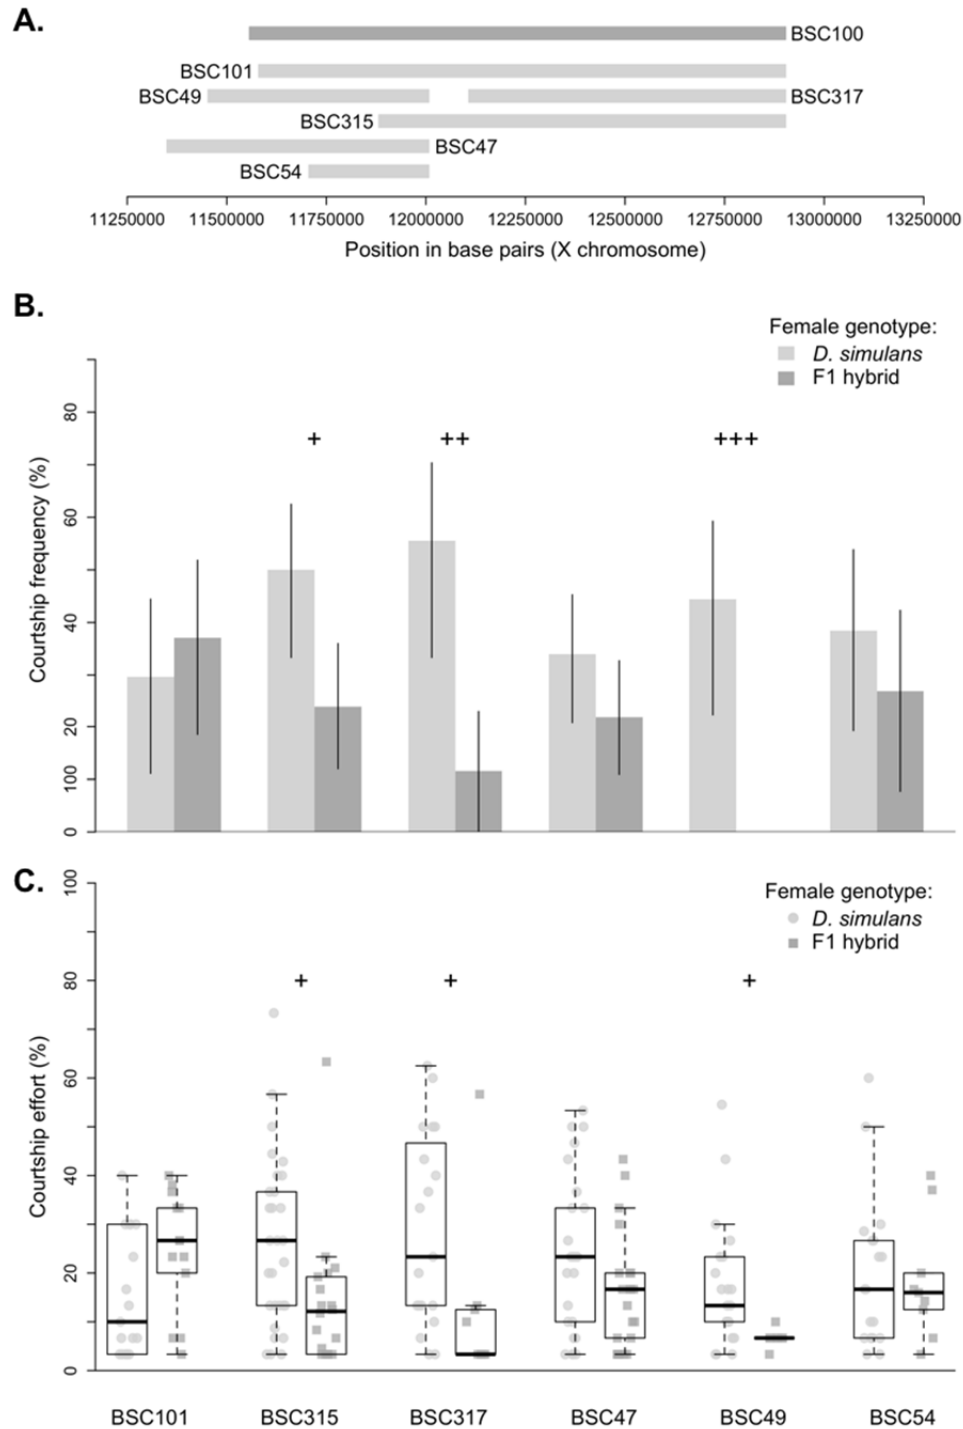 A.
BSC100
BSC101
BSC49 BSC317
BSC315
BSC47
BSC54
11250000 11500000 11750000 12000000 12250000 12500000 12750000 13000000 13250000
Position in base pairs (X chromosome)
B.
Female genotype:
D. simulans
F1 hybrid
Courtship frequency (%)
80
60
40
20
100
0
+ ++ +++
C.
Female genotype:
D. simulans
F1 hybrid
Courtship effort (%)
100
80
60
40
20
0
+ + +
BSC101 BSC315 BSC317 BSC47 BSC49 BSC54